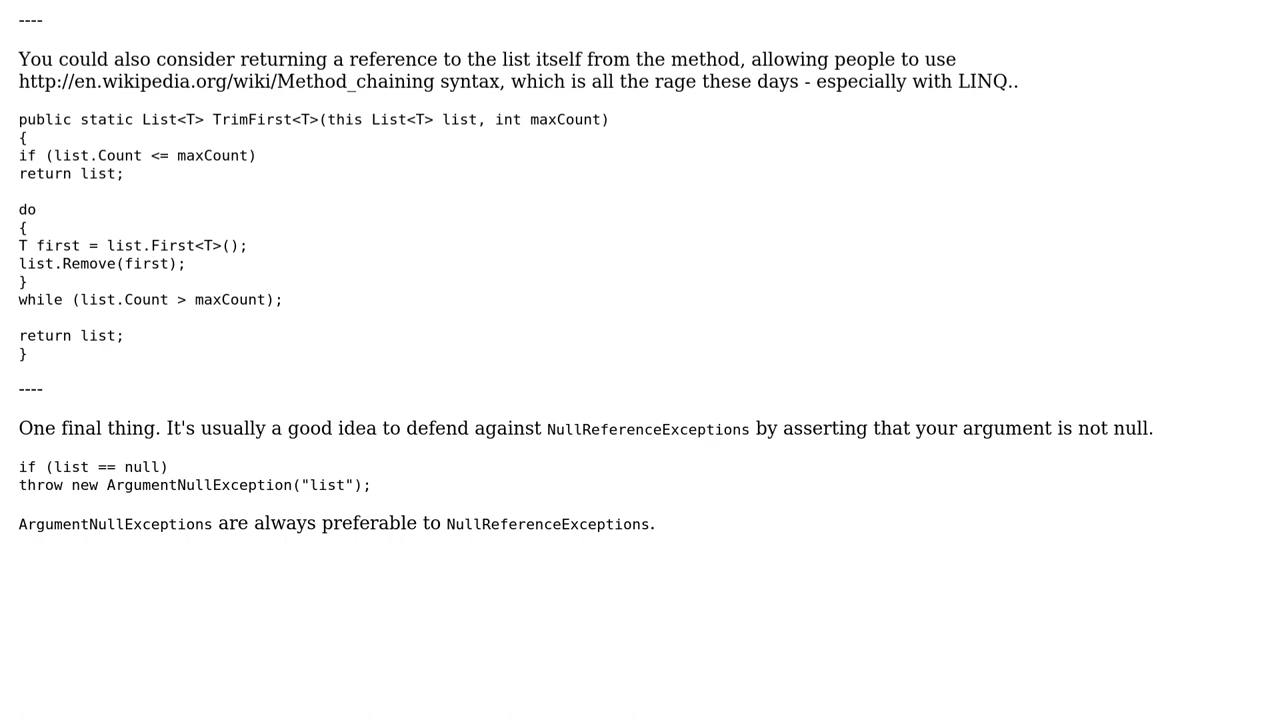 ----
You could also consider returning a reference to the list itself from the method, allowing people to use
http://en.wikipedia.org/wiki/Method_chaining syntax, which is all the rage these days - especially with LINQ..
public static List<T> TrimFirst<T>(this List<T> list, int maxCount)
{
if (list.Count <= maxCount)
return list;
do
{
T first = list.First<T>();
list.Remove(first);
}
while (list.Count > maxCount);
return list;
}
----
One final thing. It's usually a good idea to defend against NullReferenceExceptions by asserting that your argument is not null.
if (list == null)
throw new ArgumentNullException("list");
ArgumentNullExceptions are always preferable to NullReferenceExceptions.